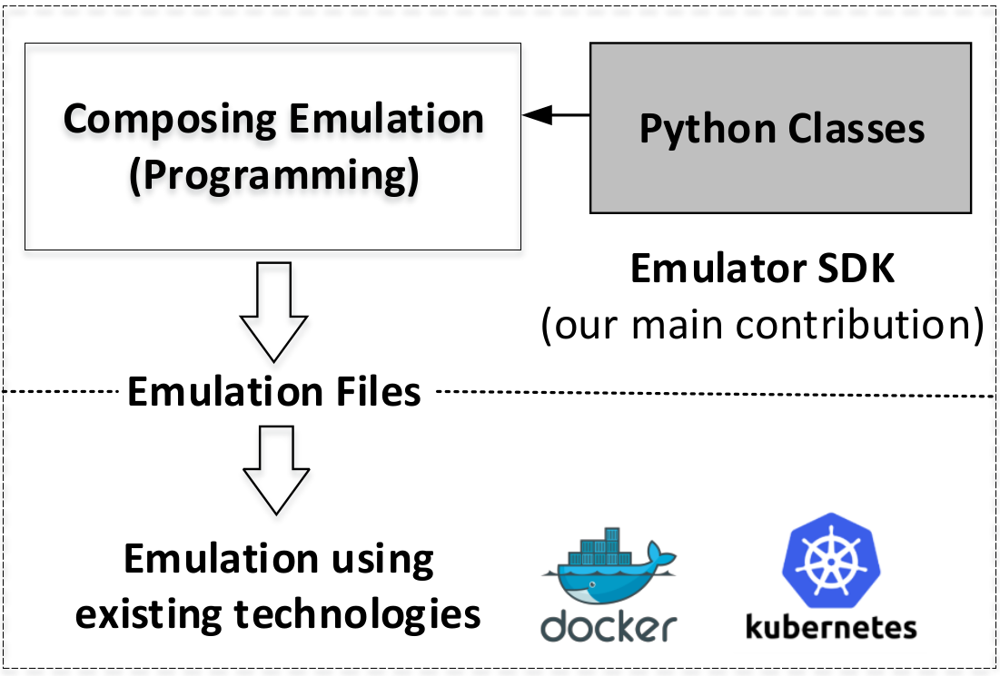 Composing Emulation
(Programming)
Python Classes
Emulator SDK
(our main contribution)
Emulation Files
Emulation using
existing technologies
docker
kubernetes